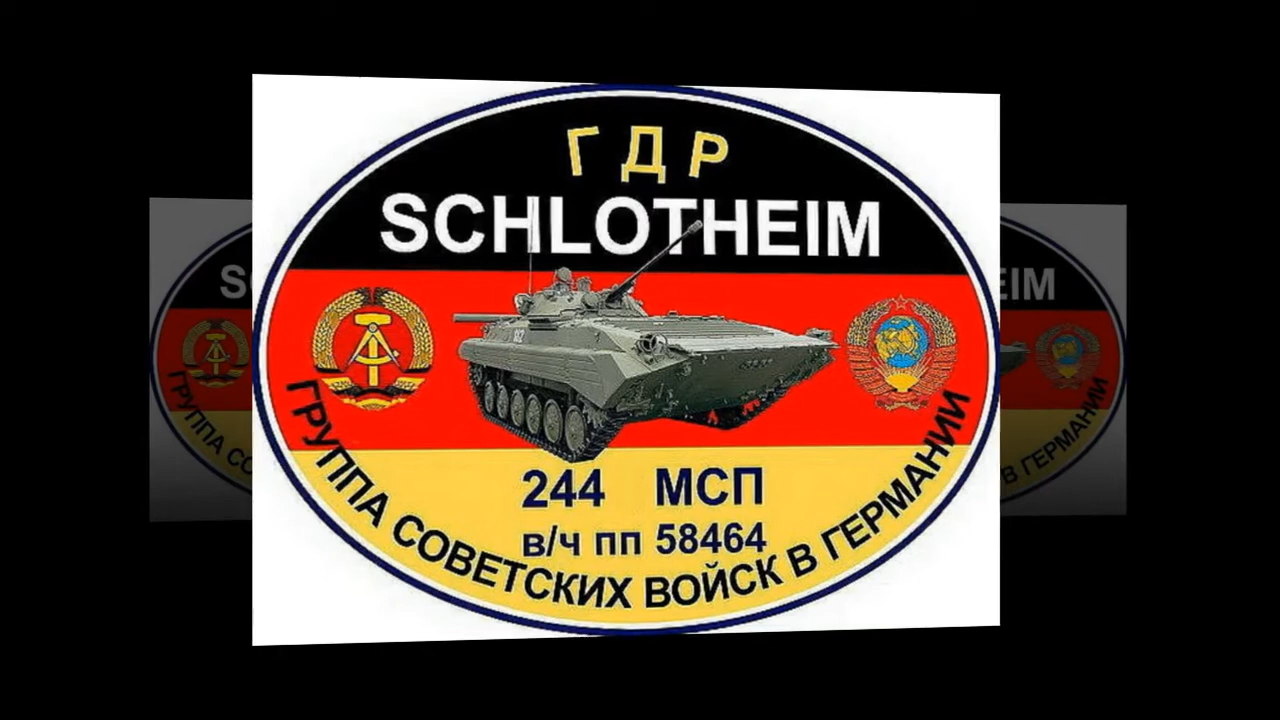 ГДР
SCHLOTHEIM
244 МСП
в/ч пп 58464
ГРУППА СОВЕТСКИХ ВОЙСК В ГЕРМАНИИ